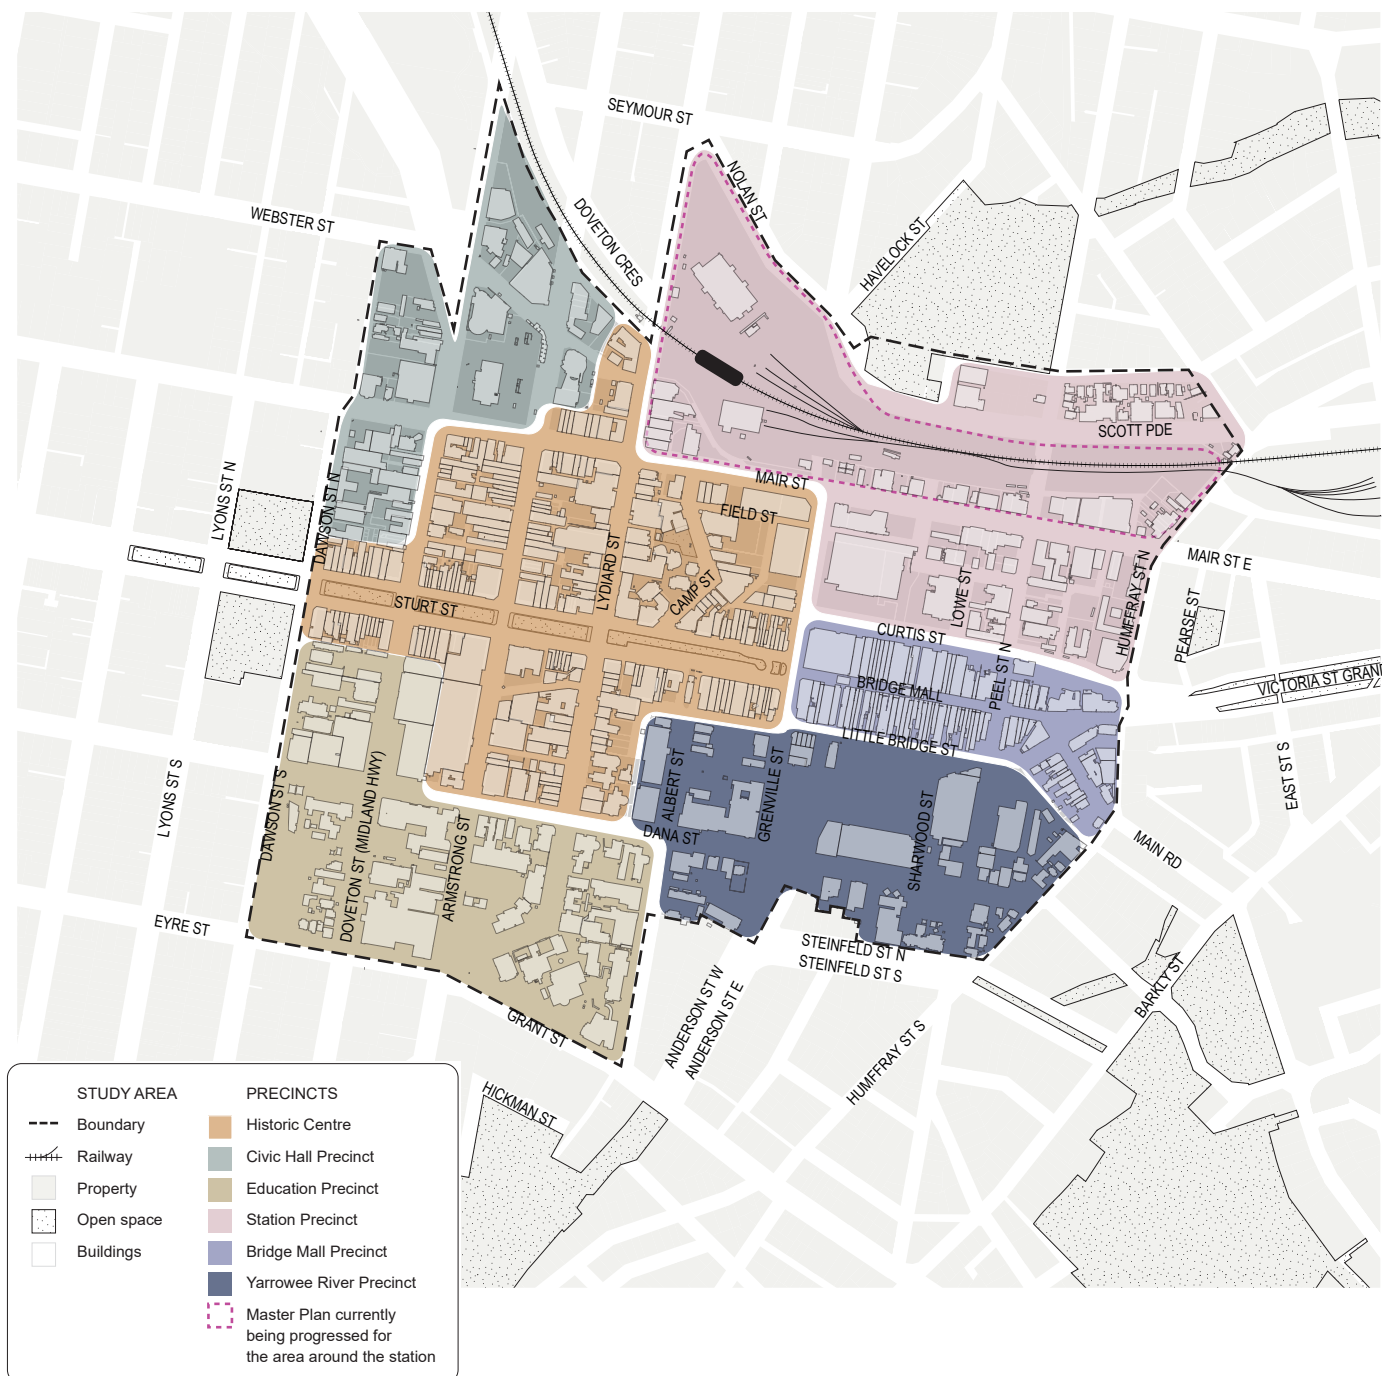 SEYMOUR ST
NOLAN ST
WEBSTER ST
DOVETON CRES
HAVELOCK ST
SCOTT PDE
LYONS ST N
DAWSON ST N
MAIR ST
FIELD ST
LYDIARD ST
CAMP ST
STURT ST
LOWE ST
HUMFFRAY ST N
MAIR ST E
PEARSE ST
CURTIS ST
PEEL ST N
BRIDGE MALL
VICTORIA ST GRAN
LITTLE BRIDGE ST
EAST ST S
LYONS ST S
DAWSON ST S
DOVETON ST (MIDLAND HWY)
ARMSTRONG ST
ALBERT ST
GRENVILLE ST
DANA ST
SHARWOOD ST
MAIN RD
EYRE ST
STEINFELD ST N
STEINFELD ST S
ANDERSON ST W
ANDERSON ST E
BARKLY ST
GRANT ST
HUMFFRAY ST S
HICKMAN ST
STUDY AREA
Boundary
Railway
Property
Open space
Buildings
PRECINCTS
Historic Centre
Civic Hall Precinct
Education Precinct
Station Precinct
Bridge Mall Precinct
Yarrowee River Precinct
Master Plan currently
being progressed for
the area around the station